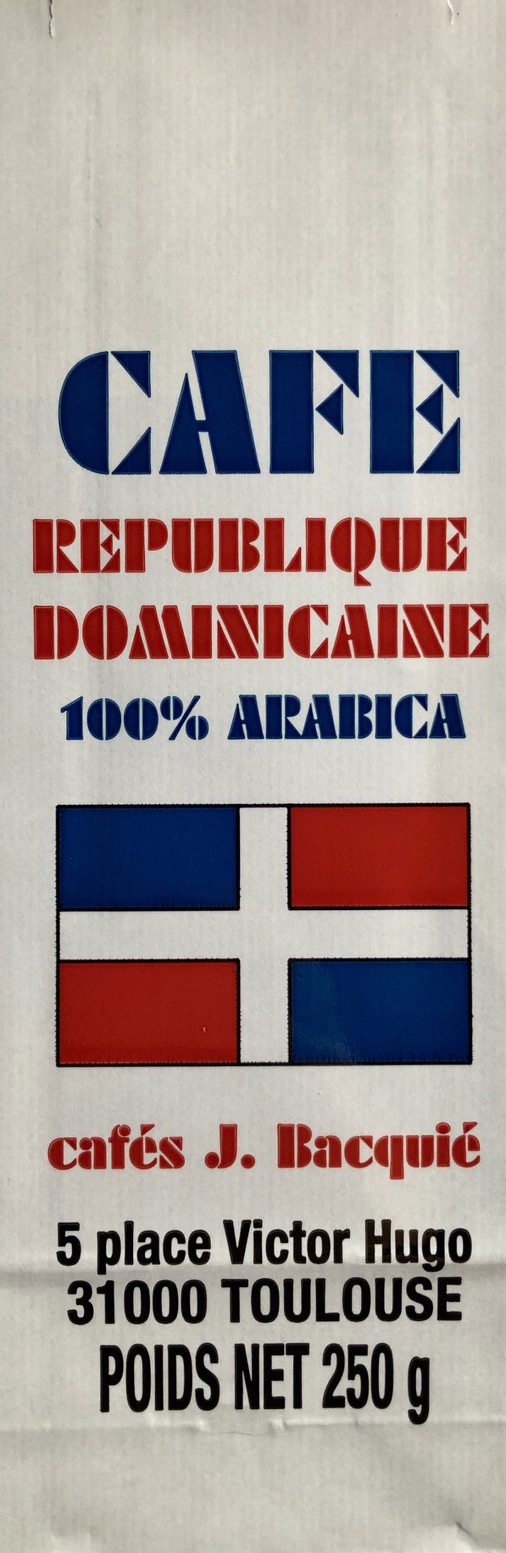 CAFE
REPUBLIQUE
DOMINICAINE
100% ARABICA
cafés J. Bacquié
5 place Victor Hugo
31000 TOULOUSE
POIDS NET 250 g